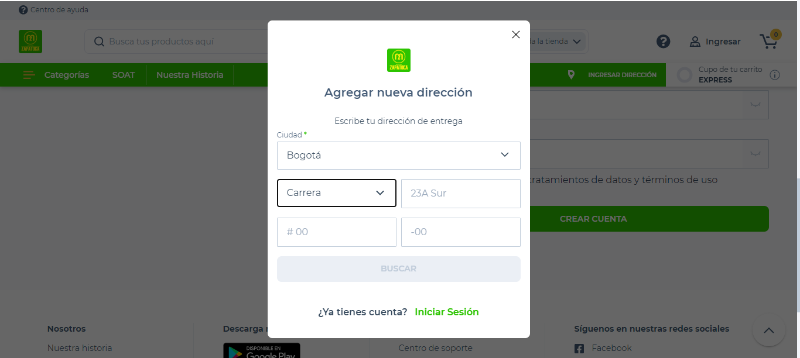 Centro de ayuda
Busca tus productos aquí
la tienda
Ingresar
0
Categorías
SOAT
Nuestra Historia
INGRESAR DIRECCIÓN
Cupo de tu carrito
EXPRESS
m
ZAPATOCA
Agregar nueva dirección
Escribe tu dirección de entrega
Ciudad *
Bogotá
Carrera
23A Sur
# 00
-00
BUSCAR
¿Ya tienes cuenta? Iniciar Sesión
tratamientos de datos y términos de uso
CREAR CUENTA
Nosotros
Descarga
Síguenos en nuestras redes sociales
Nuestra historia
DISPONIBLE EN
Google Play
Centro de soporte
Facebook